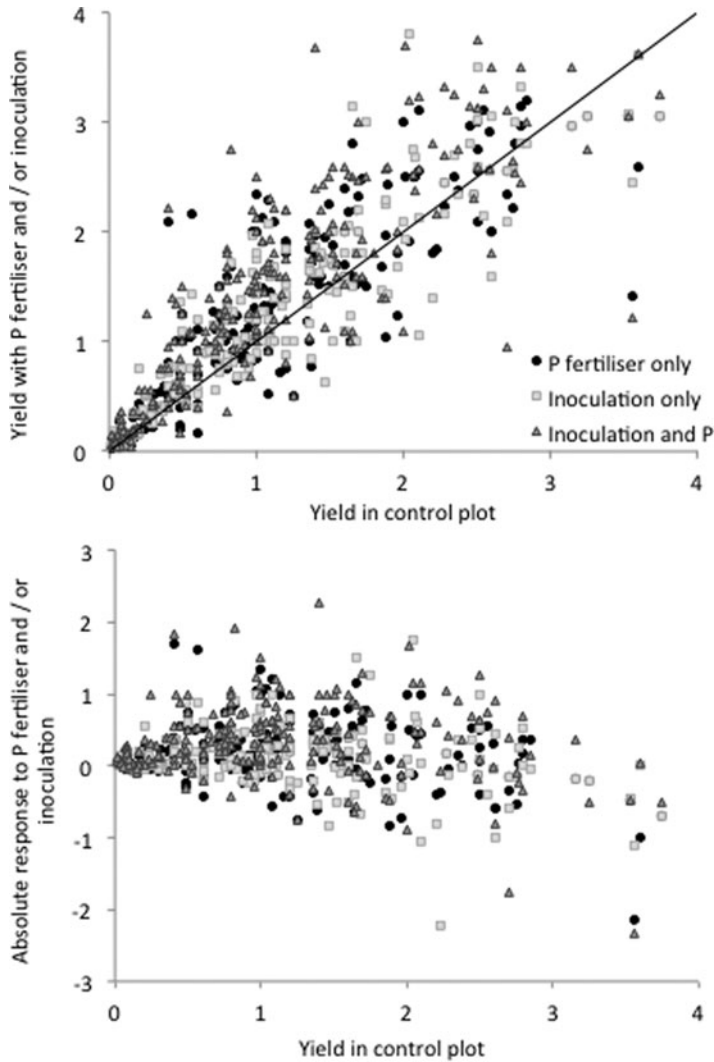 4
3
2
1
0
0
1
2
3
4
Yield with P fertiliser and / or inoculation
P fertiliser only
Inoculation only
Inoculation and P
Yield in control plot
3
2
1
0
-1
-2
-3
0
1
2
3
4
Absolute response to P fertiliser and / or
inoculation
Yield in control plot